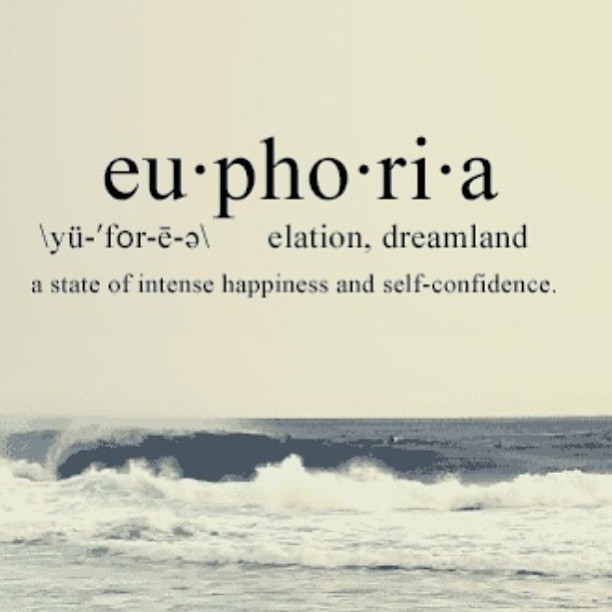 eu·pho·ri·a
\yü-ˈfȯr-ē-ə\ elation, dreamland
a state of intense happiness and self-confidence.